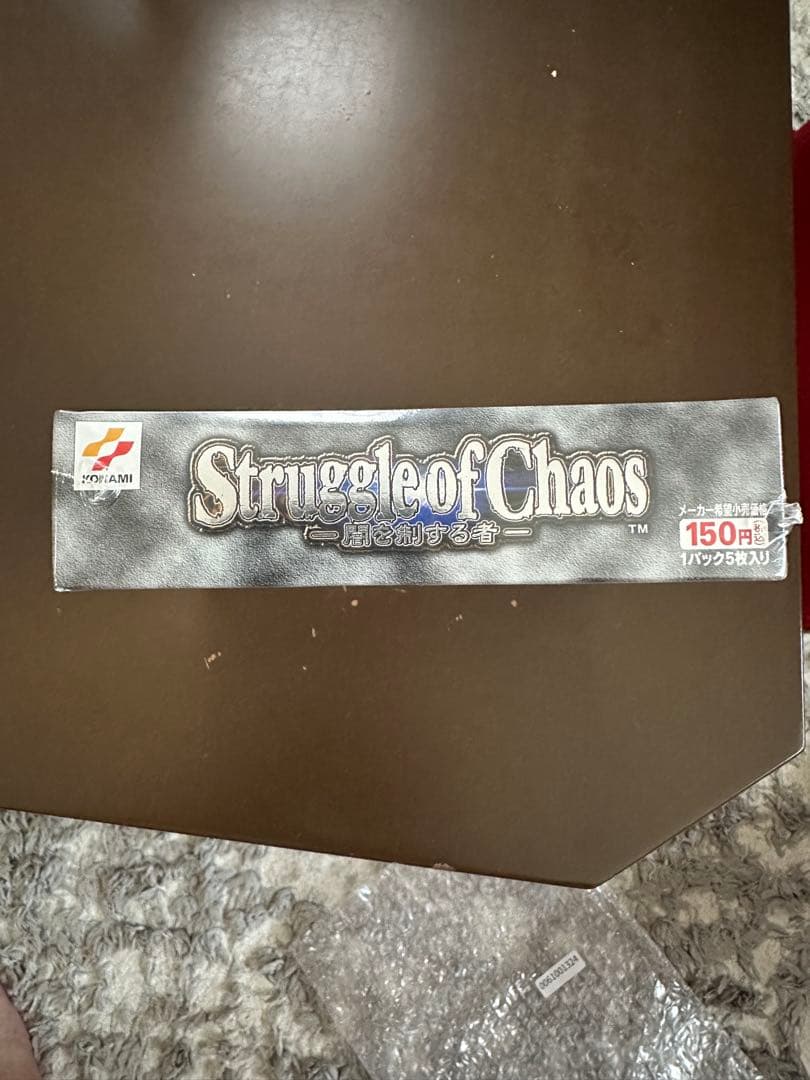 KONAMI
Struggle of Chaos
TM
―闇を制する者―
メーカー希望小売価格
150円
1パック5枚入り
0061001324